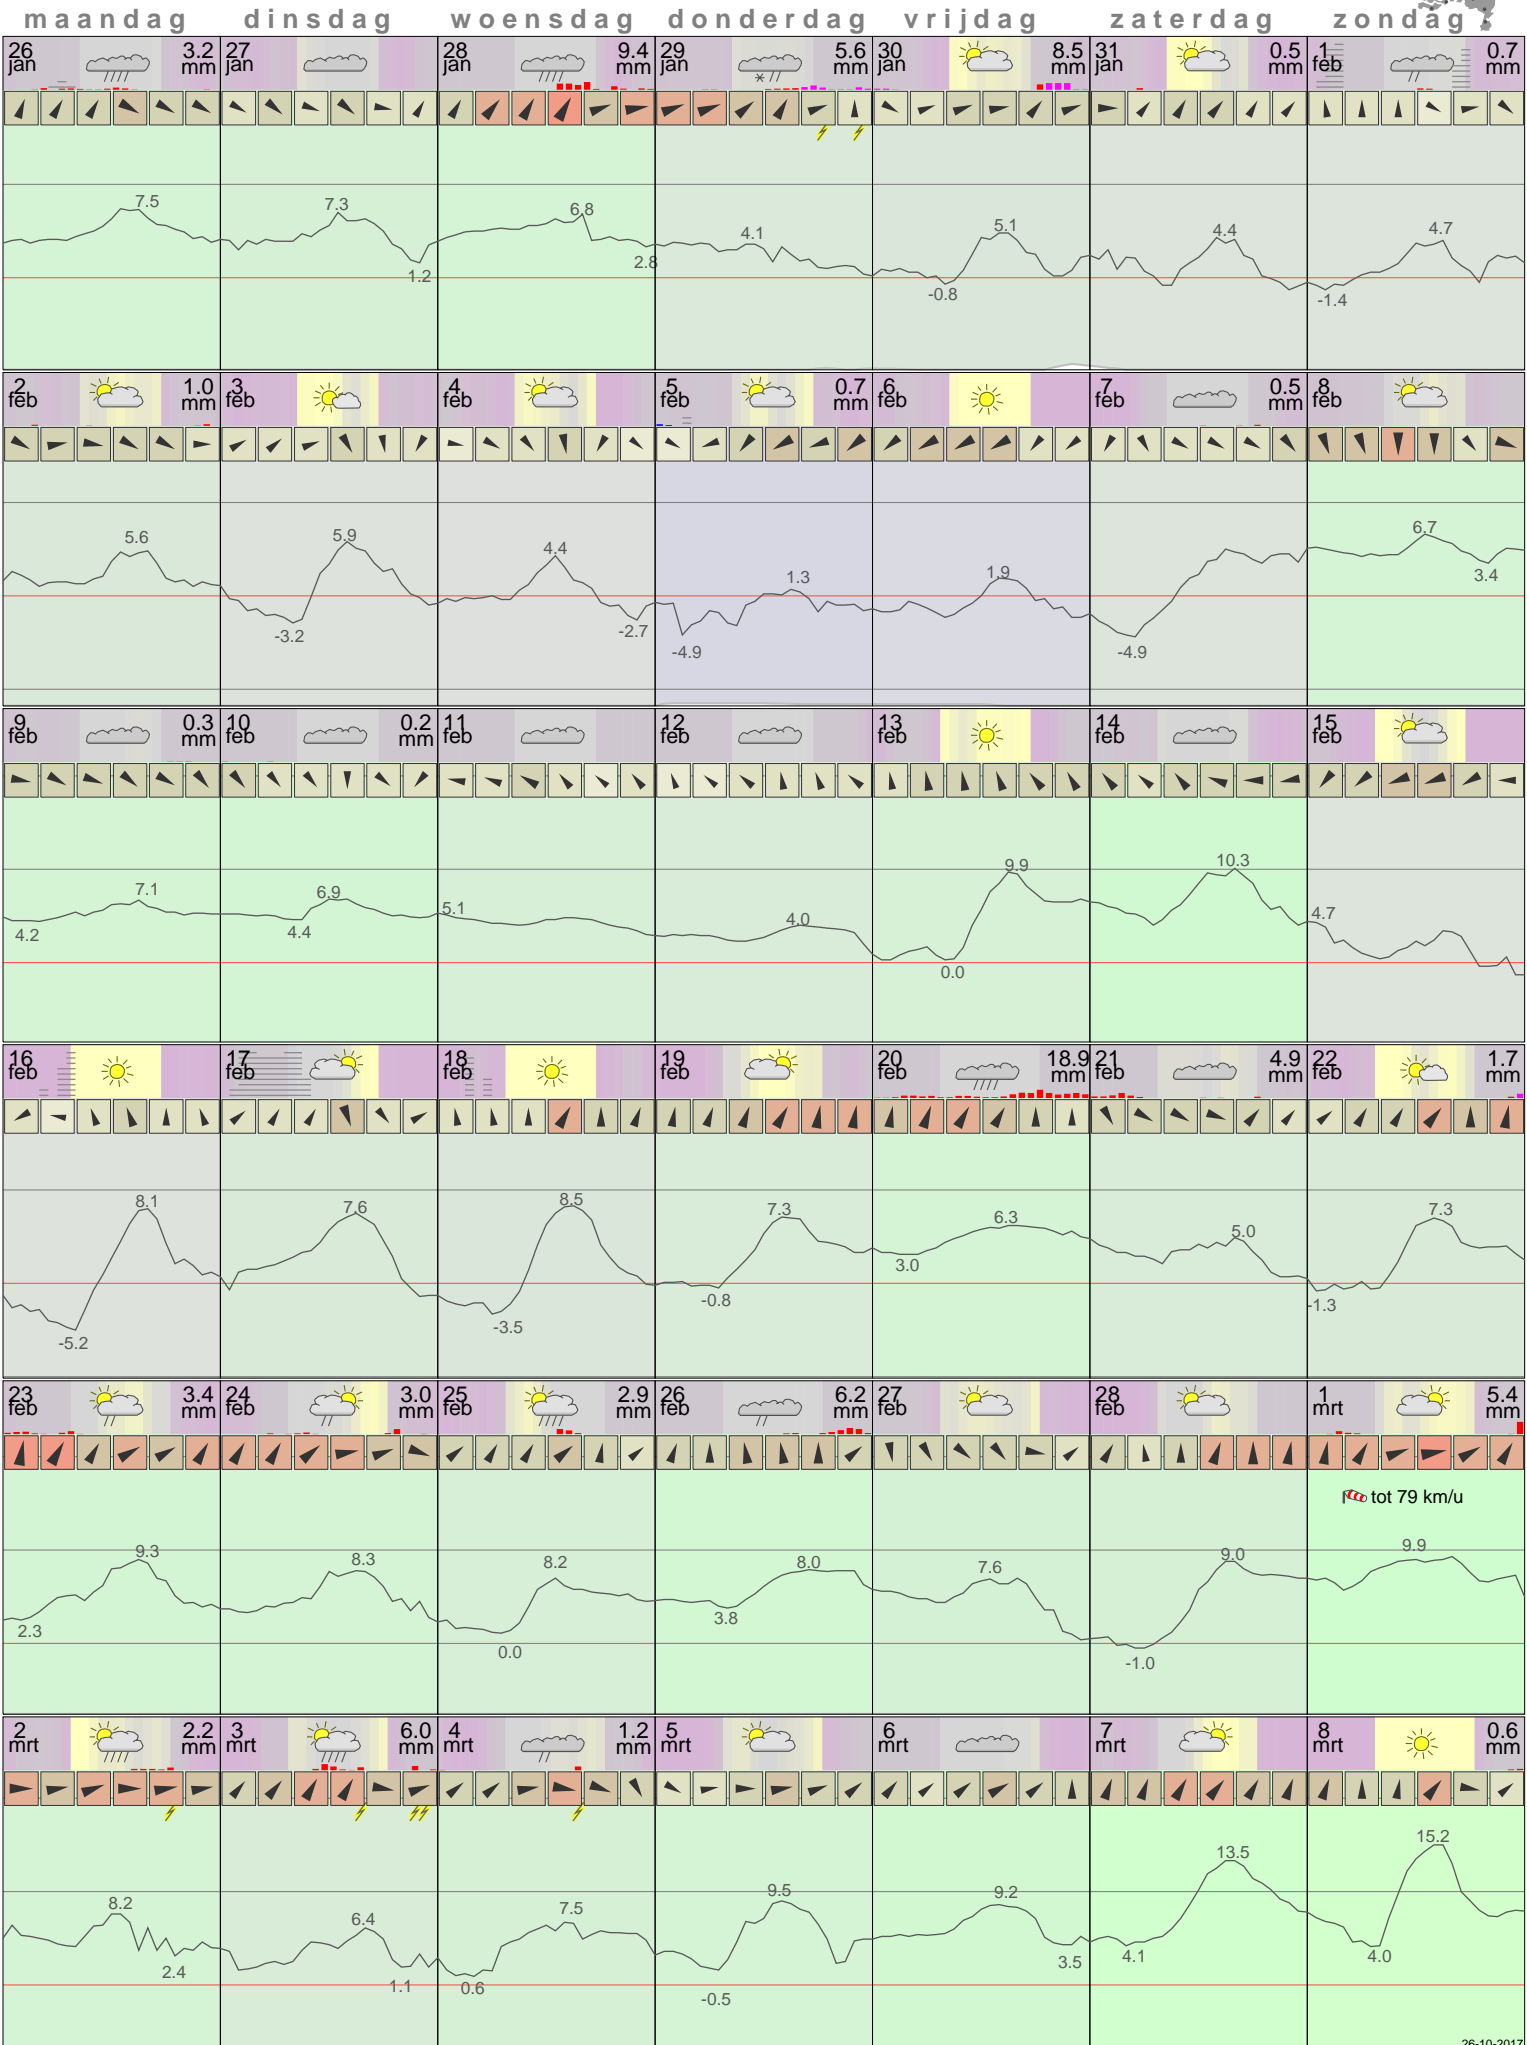 maandag dinsdag woensdag donderdag vrijdag zaterdag zondag
26 jan 3.2 mm 27 jan 28 jan 9.4 mm 29 jan 5.6 mm 30 jan 8.5 mm 31 jan 0.5 mm 1 feb 0.7 mm
7.5 7.3 1.2 6.8 2.8 4.1 -0.8 5.1 4.4 -1.4 4.7
2 feb 1.0 mm 3 feb 4 feb 5 feb 0.7 mm 6 feb 7 feb 0.5 mm 8 feb
5.6 -3.2 5.9 4.4 -2.7 -4.9 1.3 1.9 -4.9 6.7 3.4
9 feb 0.3 mm 10 feb 0.2 mm 11 feb 12 feb 13 feb 14 feb 15 feb
4.2 7.1 4.4 6.9 5.1 4.0 0.0 9.9 10.3 4.7
16 feb 17 feb 18 feb 19 feb 20 feb 18.9 mm 21 feb 4.9 mm 22 feb 1.7 mm
-5.2 8.1 7.6 -3.5 8.5 -0.8 7.3 3.0 6.3 5.0 -1.3 7.3
23 feb 3.4 mm 24 feb 3.0 mm 25 feb 2.9 mm 26 feb 6.2 mm 27 feb 28 feb 1 mrt 5.4 mm
tot 79 km/u
2.3 9.3 8.3 0.0 8.2 3.8 8.0 7.6 -1.0 9.0 9.9
2 mrt 2.2 mm 3 mrt 6.0 mm 4 mrt 1.2 mm 5 mrt 6 mrt 7 mrt 8 mrt 0.6 mm
8.2 2.4 6.4 1.1 0.6 7.5 -0.5 9.5 9.2 3.5 4.1 13.5 4.0 15.2
26-10-2017